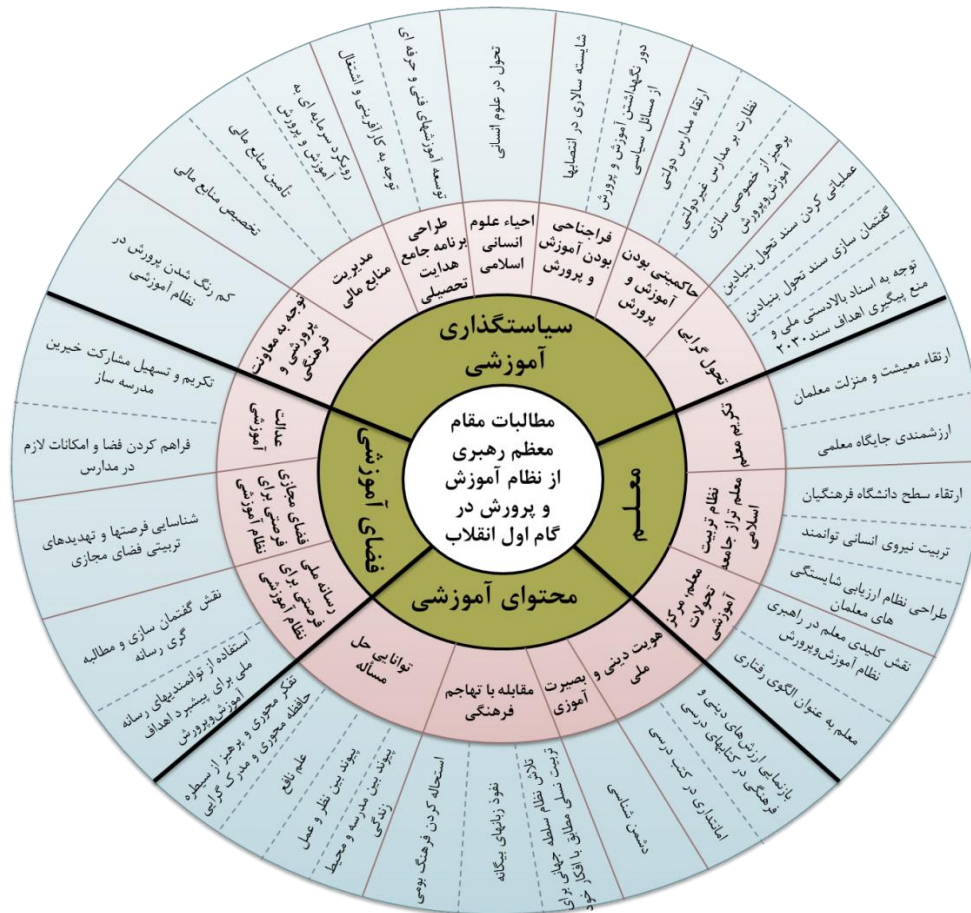 مطالبات مقام
معظم رهبری
از نظام آموزش
و پرورش در
گام اول انقلاب
سیاستگذاری
آموزشی
معلم
محتوای آموزشی
فضای آموزشی
توجه به معاونت
پرورشی و
فرهنگی
مدیریت
منابع مالی
طراحی
برنامه جامع
هدایت
تحصیلی
احیاء علوم
انسانی
اسلامی
فراجناحی
بودن آموزش
و پرورش
حاکمیتی بودن
آموزش و
پرورش
تحول گرایی
تکریم معلم
نظام تربیت
معلم تراز جامعه
اسلامی
معلم، مرکز
تحولات
آموزشی
هویت دینی و
ملی
بصیرت
آموزی
مقابله با تهاجم
فرهنگی
توانایی حل
مسأله
رسانه ملی
فرصتی برای
نظام آموزشی
فضای مجازی
فرصتی برای
نظام آموزشی
عدالت
آموزشی
کم رنگ شدن پرورش در
نظام آموزشی
تخصیص منابع مالی
تأمین منابع مالی
رویکرد سرمایه ای به
آموزش و پرورش
توجه به کارآفرینی و اشتغال
توسعه آموزشهای فنی و حرفه ای
تحول در علوم انسانی
شایسته سالاری در انتصابها
دور نگهداشتن آموزش و پرورش
از مسائل سیاسی
ارتقاء مدارس دولتی
نظارت بر مدارس غیردولتی
پرهیز از خصوصی سازی
آموزش‌وپرورش
عملیاتی کردن سند تحول بنیادین
گفتمان سازی سند تحول بنیادین
توجه به اسناد بالادستی ملی و
منع پیگیری اهداف سند ۲۰۳۰
ارتقاء معیشت و منزلت معلمان
ارزشمندی جایگاه معلمی
ارتقاء سطح دانشگاه فرهنگیان
تربیت نیروی انسانی توانمند
طراحی نظام ارزیابی شایستگی
های معلمان
نقش کلیدی معلم در راهبری
نظام آموزش‌وپرورش
معلم به عنوان الگوی رفتاری
بازنمایی ارزش های دینی و
فرهنگی در کتابهای درسی
امانتداری در کتب درسی
دشمن شناسی
تلاش نظام سلطه جهانی برای
تربیت نسلی مطابق با افکار خود
نفوذ زبانهای بیگانه
استحاله کردن فرهنگ بومی
پیوند بین مدرسه و محیط
زندگی
پیوند بین نظر و عمل
علم نافع
تفکر محوری و پرهیز از سیطره
حافظه محوری و مدرک گرایی
استفاده از توانمندیهای رسانه
ملی برای پیشبرد اهداف
آموزش‌وپرورش
نقش گفتمان سازی و مطالبه
گری رسانه
شناسایی فرصتها و تهدیدهای
تربیتی فضای مجازی
فراهم کردن فضا و امکانات لازم
در مدارس
تکریم و تسهیل مشارکت خیرین
مدرسه ساز